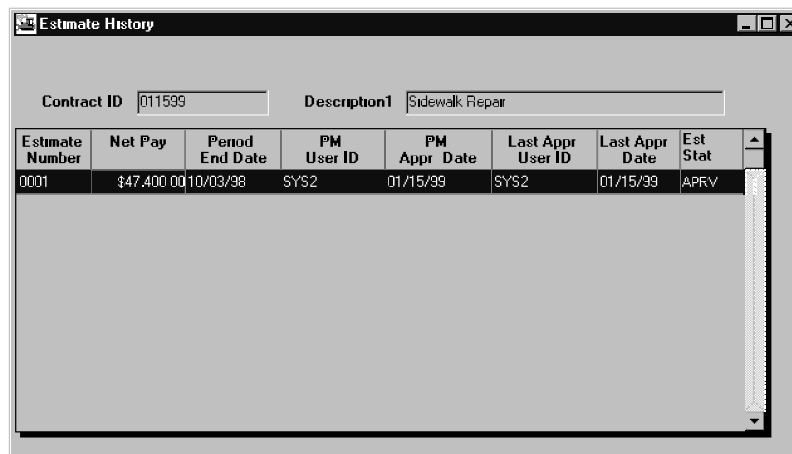 Estimate History
Contract ID 011599 Description1 Sidewalk Repair
Estimate Number Net Pay Period End Date PM User ID PM Appr Date Last Appr User ID Last Appr Date Est Stat
0001 $47,400.00 10/03/98 SYS2 01/15/99 SYS2 01/15/99 APRV